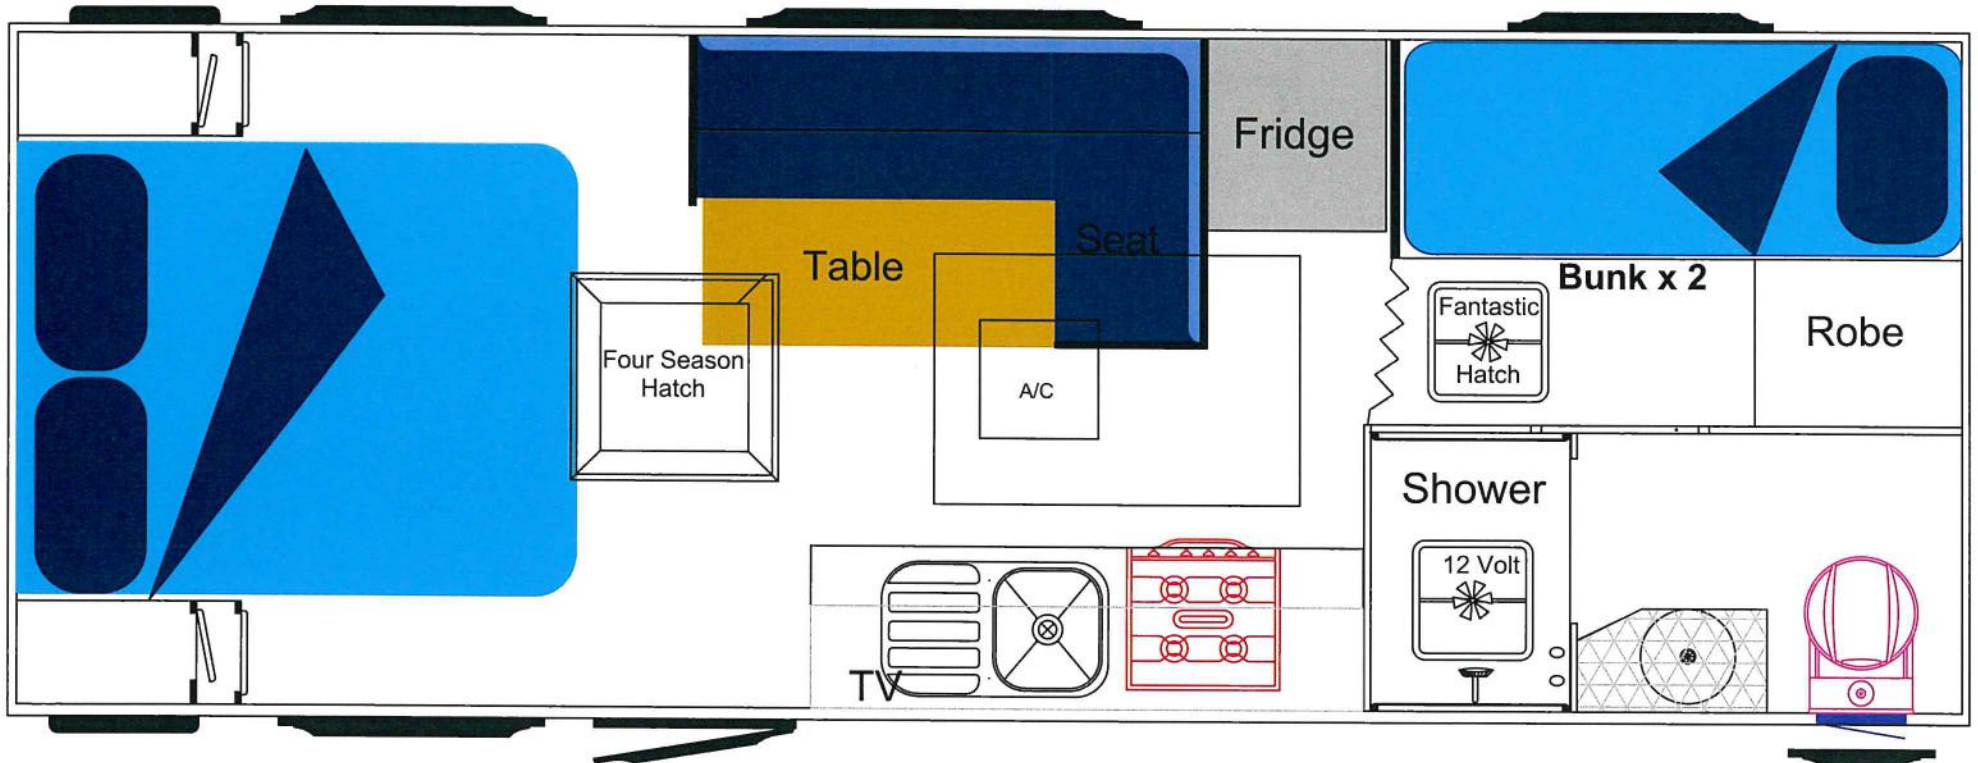 Fridge
Seat
Table
Bunk x 2
Fantastic
Hatch
Robe
Four Season
Hatch
A/C
Shower
12 Volt
TV